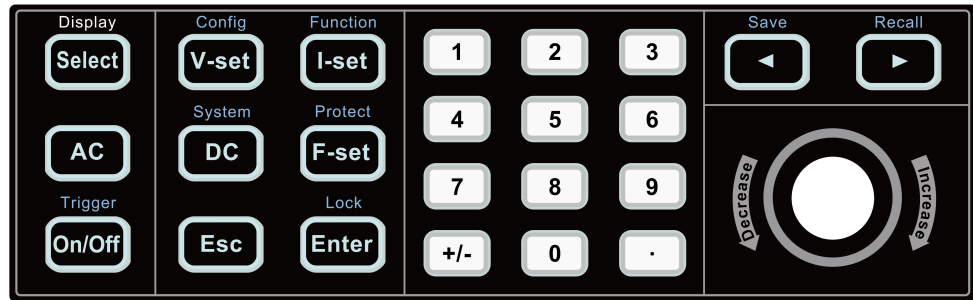 Display Config Function Save Recall
Select V-set I-set 1 2 3 ◄ ►
System Protect
AC DC F-set 4 5 6
Trigger Lock 7 8 9 Decrease Increase
On/Off Esc Enter +/- 0 .